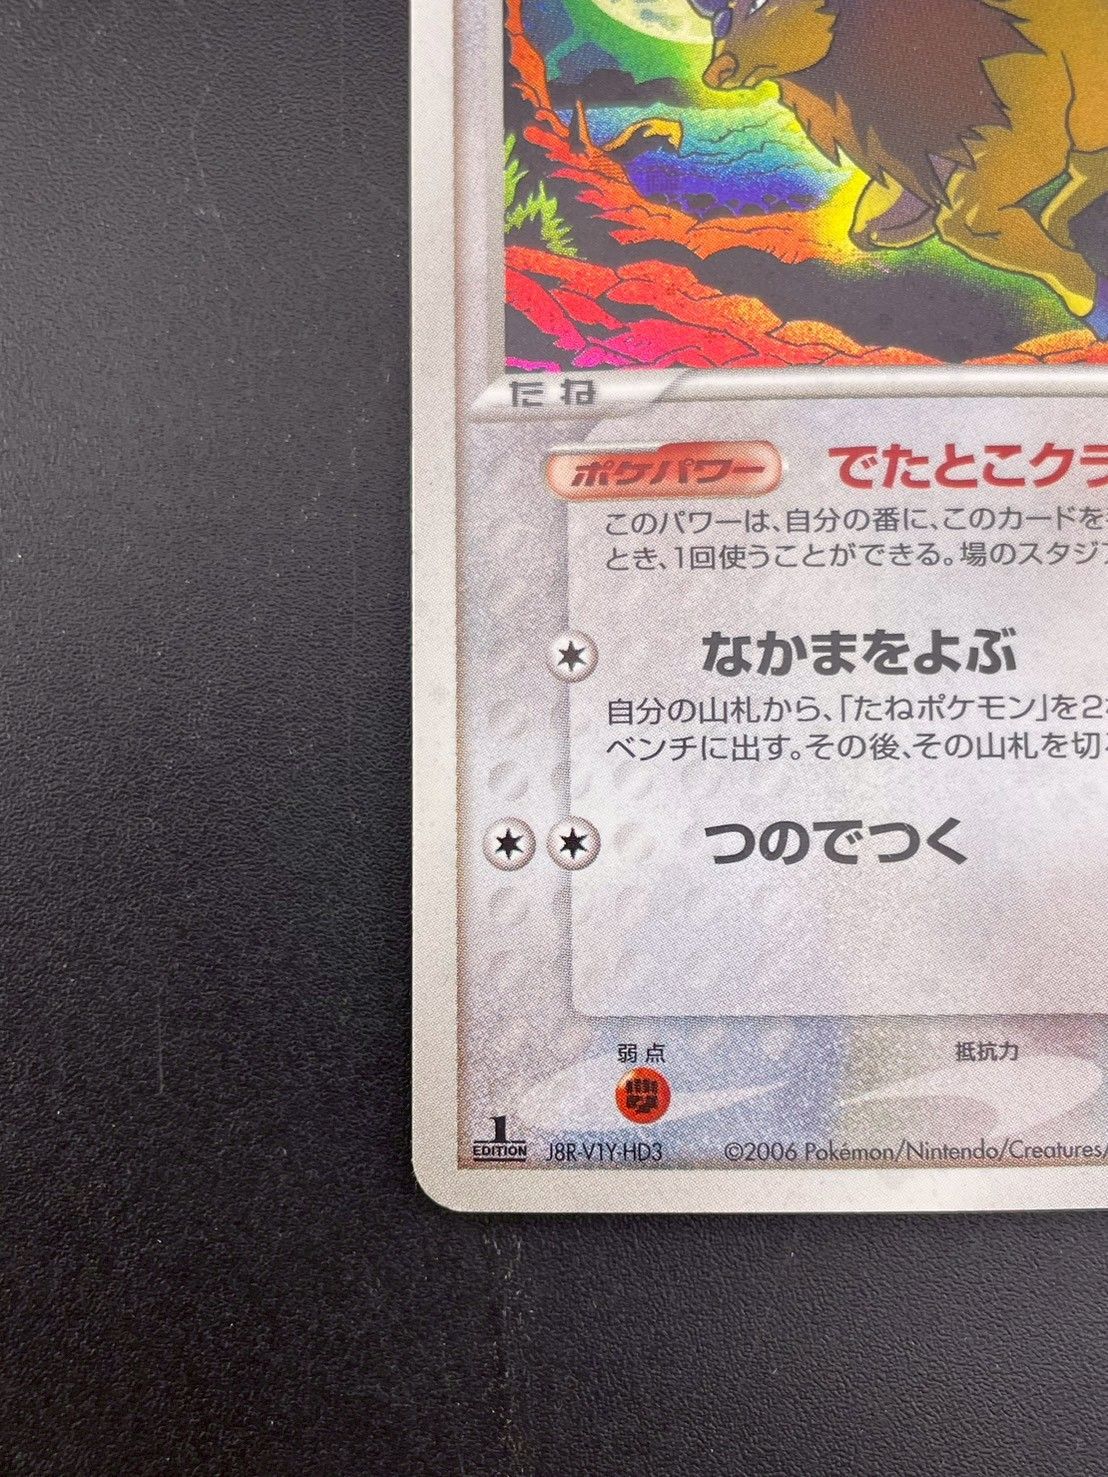 たね
ポケパワー でたとこクラ
このパワーは、自分の番に、このカードを
とき、1回使うことができる。場のスタジア
なかまをよぶ
自分の山札から、「たねポケモン」を2
ベンチに出す。その後、その山札を切
つのでつく
弱点 抵抗力
1 EDITION J8R-V1Y-HD3 ©2006 Pokémon/Nintendo/Creatures/